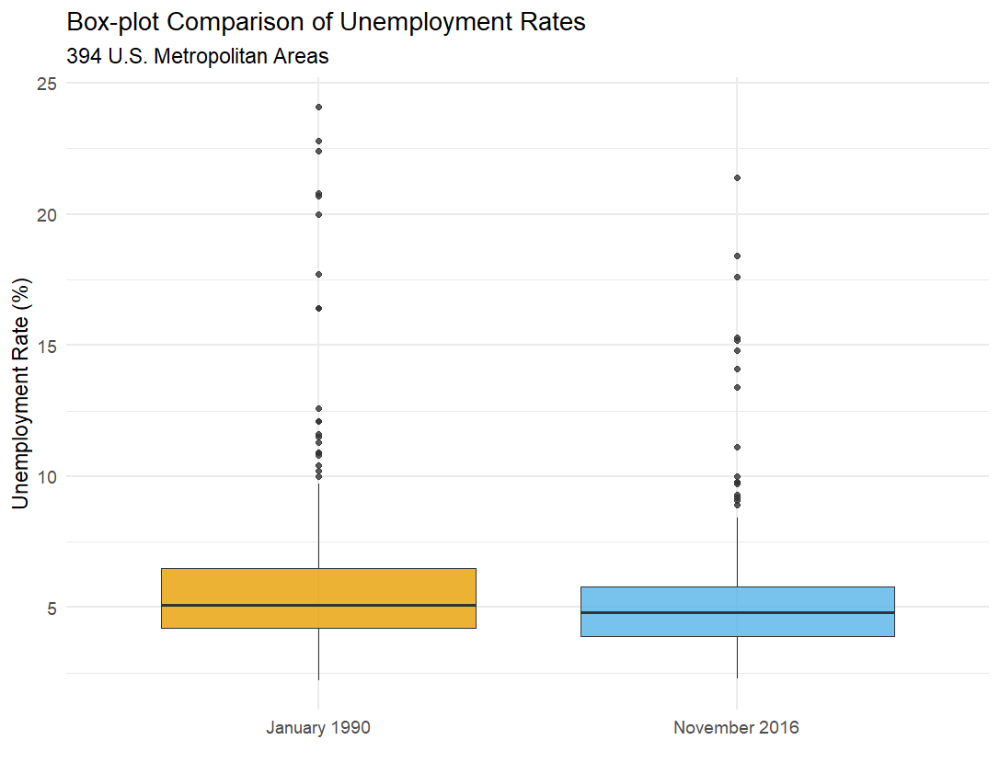 Box-plot Comparison of Unemployment Rates
394 U.S. Metropolitan Areas
Unemployment Rate (%)
25
20
15
10
5
January 1990
November 2016